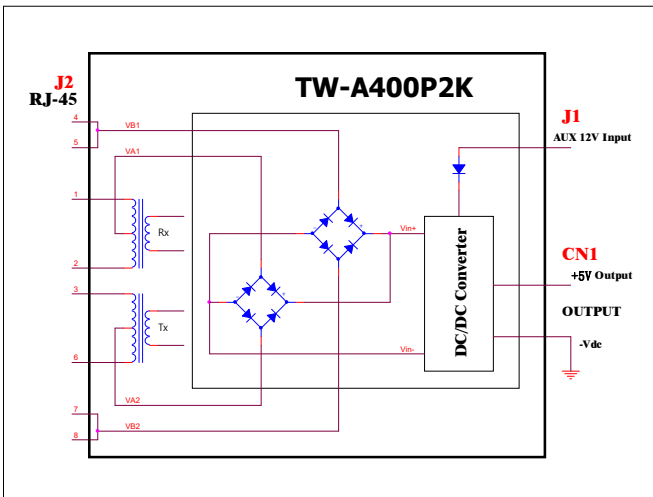 TW-A400P2K
J2
RJ-45
4
5
VB1
VA1
1
Rx
2
3
Tx
6
VA2
7
VB2
8
Vin+
Vin-
DC/DC Converter
J1
AUX 12V Input
CN1
+5V Output
OUTPUT
-Vdc